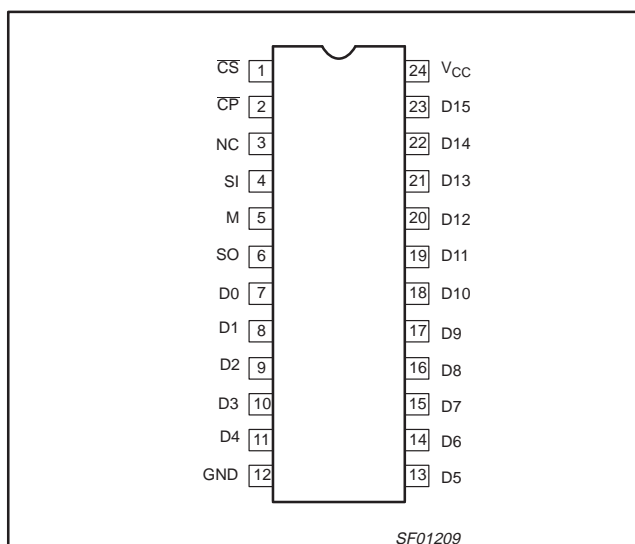 C̅S̅ 1 24 VCC
C̅P̅ 2 23 D15
NC 3 22 D14
SI 4 21 D13
M 5 20 D12
SO 6 19 D11
D0 7 18 D10
D1 8 17 D9
D2 9 16 D8
D3 10 15 D7
D4 11 14 D6
GND 12 13 D5
SF01209